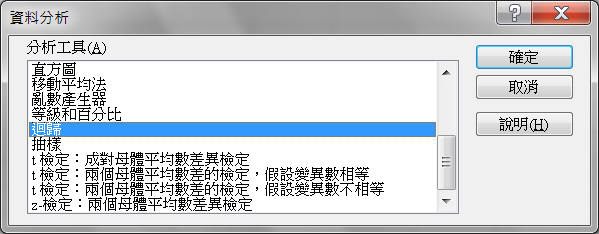 資料分析
分析工具(A)
直方圖
移動平均法
亂數產生器
等級和百分比
迴歸
抽樣
t 檢定：成對母體平均數差異檢定
t 檢定：兩個母體平均數差的檢定，假設變異數相等
t 檢定：兩個母體平均數差的檢定，假設變異數不相等
z-檢定：兩個母體平均數差異檢定
確定
取消
說明(H)